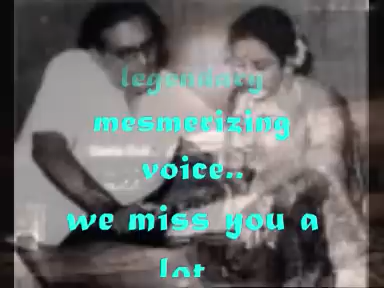 legendary
mesmerizing
voice..
we miss you a
lot